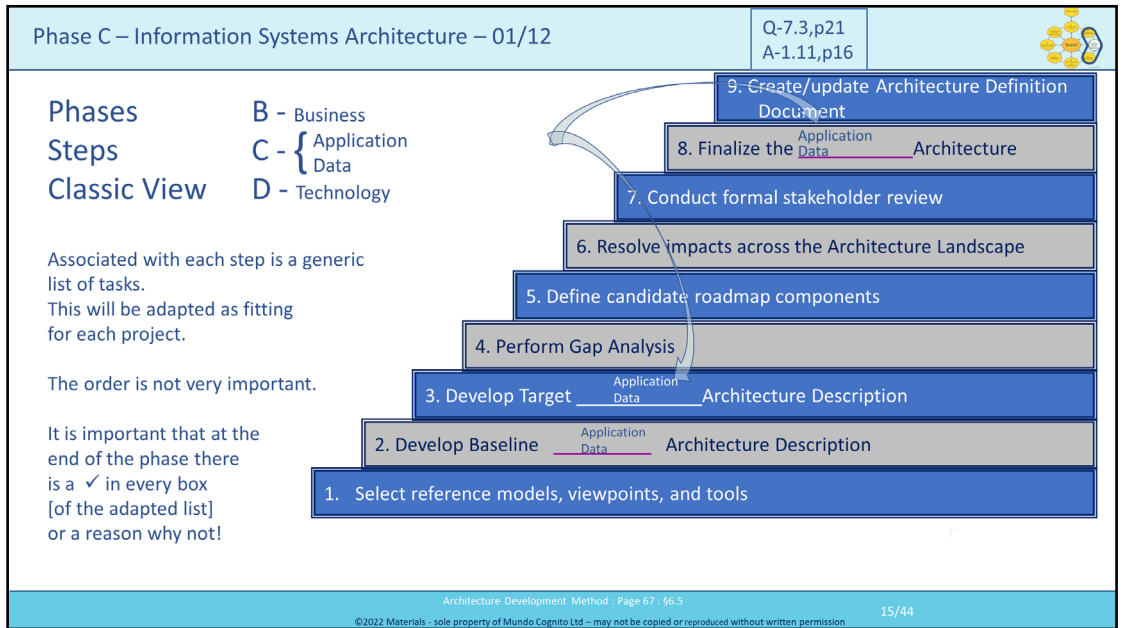 Phase C – Information Systems Architecture – 01/12
Q-7.3,p21
A-1.11,p16
Phases
Steps
Classic View
B - Business
C - { Application
Data
D - Technology
Associated with each step is a generic
list of tasks.
This will be adapted as fitting
for each project.
The order is not very important.
It is important that at the
end of the phase there
is a ✓ in every box
[of the adapted list]
or a reason why not!
9. Create/update Architecture Definition
Document
Application
8. Finalize the Data Architecture
7. Conduct formal stakeholder review
6. Resolve impacts across the Architecture Landscape
5. Define candidate roadmap components
4. Perform Gap Analysis
Application
3. Develop Target Data Architecture Description
Application
2. Develop Baseline Data Architecture Description
1. Select reference models, viewpoints, and tools
Architecture Development Method : Page 67 : §6.5
15/44
©2022 Materials - sole property of Mundo Cognito Ltd – may not be copied or reproduced without written permission